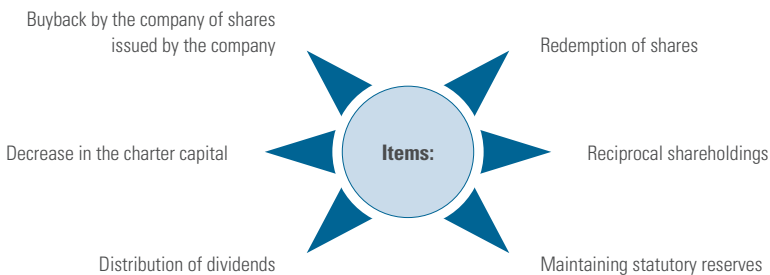 Buyback by the company of shares
issued by the company
Redemption of shares
Decrease in the charter capital
Items:
Reciprocal shareholdings
Distribution of dividends
Maintaining statutory reserves